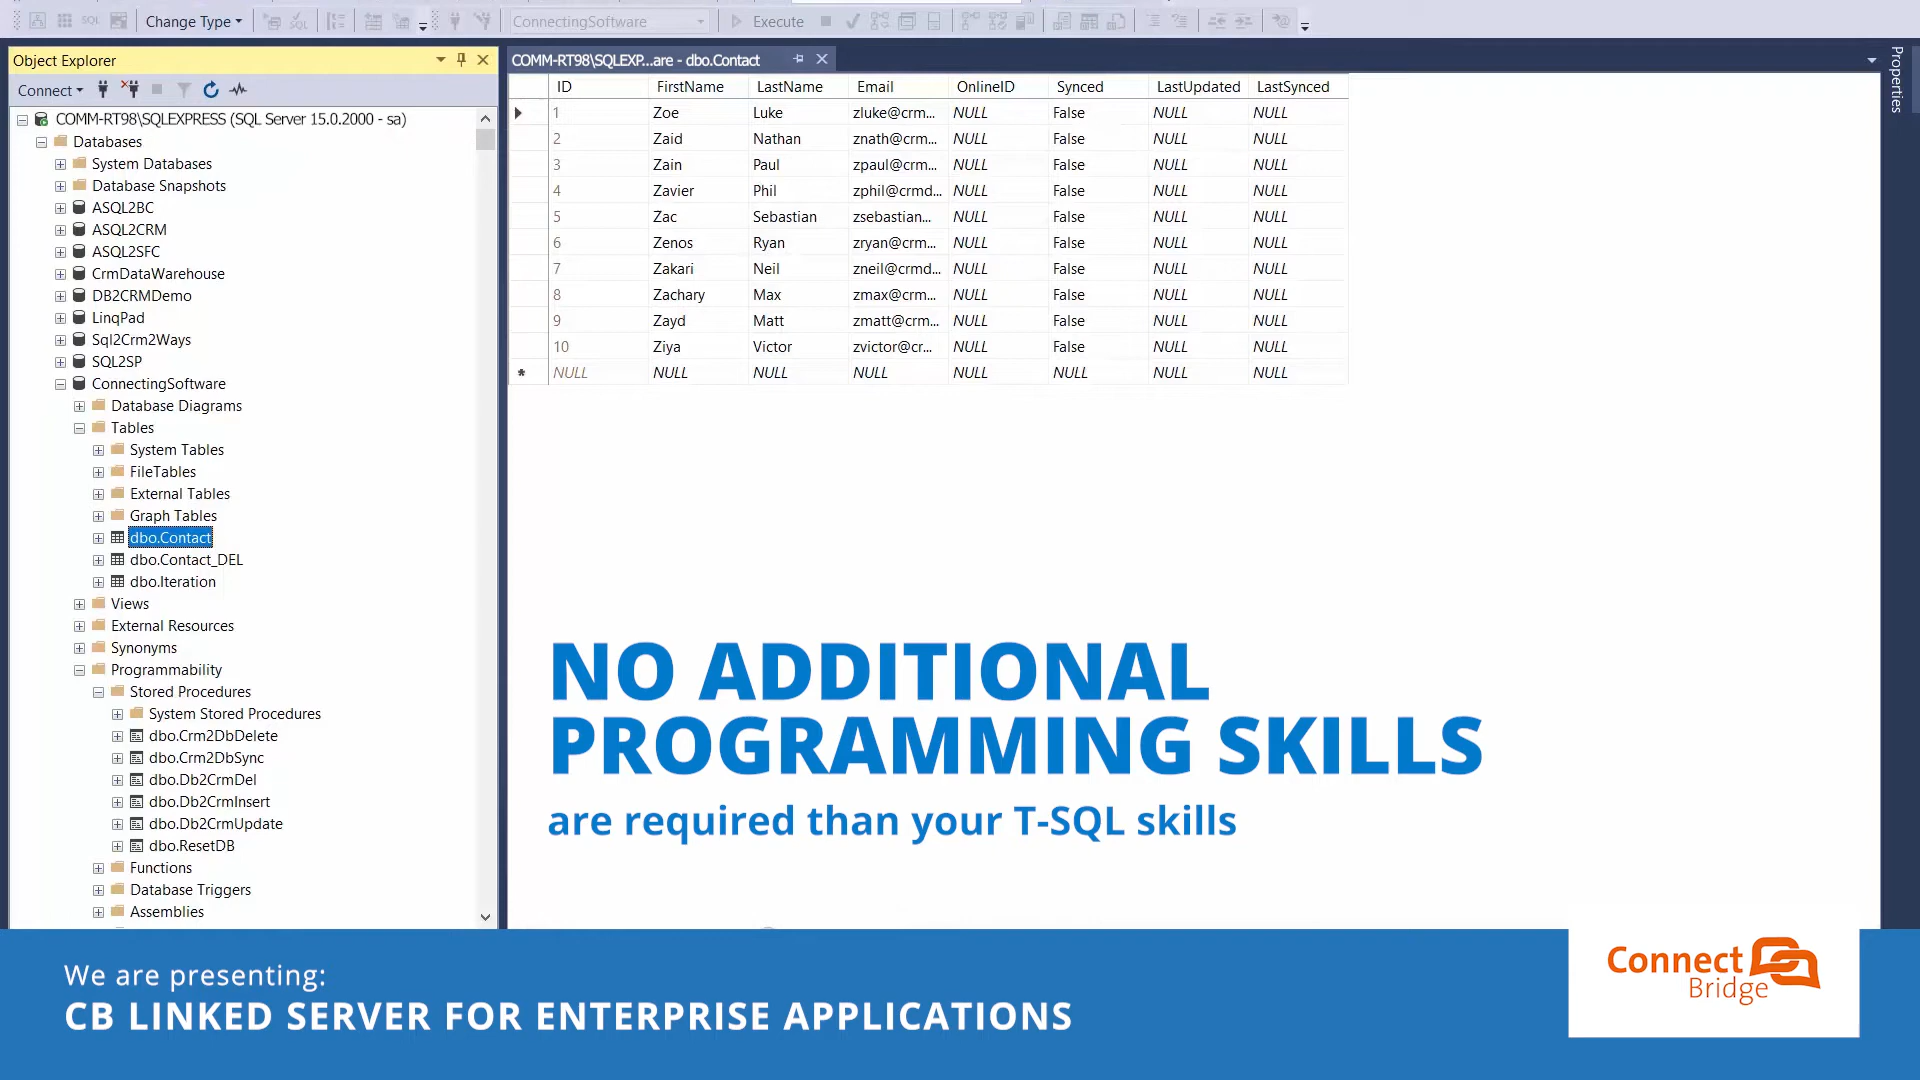 Change Type
ConnectingSoftware
Execute
Object Explorer
Connect
COMM-RT98\SQLEXPRESS (SQL Server 15.0.2000 - sa)
Databases
System Databases
Database Snapshots
ASQL2BC
ASQL2CRM
ASQL2SFC
CrmDataWarehouse
DB2CRMDemo
LinqPad
Sql2Crm2Ways
SQL2SP
ConnectingSoftware
Database Diagrams
Tables
System Tables
FileTables
External Tables
Graph Tables
dbo.Contact
dbo.Contact_DEL
dbo.Iteration
Views
External Resources
Synonyms
Programmability
Stored Procedures
System Stored Procedures
dbo.Crm2DbDelete
dbo.Crm2DbSync
dbo.Db2CrmDel
dbo.Db2CrmInsert
dbo.Db2CrmUpdate
dbo.ResetDB
Functions
Database Triggers
Assemblies
COMM-RT98\SQLEXP...are - dbo.Contact
ID FirstName LastName Email OnlineID Synced LastUpdated LastSynced
1 Zoe Luke zluke@crm... NULL False NULL NULL
2 Zaid Nathan znath@crm... NULL False NULL NULL
3 Zain Paul zpaul@crm... NULL False NULL NULL
4 Zavier Phil zphil@crmd... NULL False NULL NULL
5 Zac Sebastian zsebastian... NULL False NULL NULL
6 Zenos Ryan zryan@crm... NULL False NULL NULL
7 Zakari Neil zneil@crmd... NULL False NULL NULL
8 Zachary Max zmax@crm... NULL False NULL NULL
9 Zayd Matt zmatt@crm... NULL False NULL NULL
10 Ziya Victor zvictor@cr... NULL False NULL NULL
* NULL NULL NULL NULL NULL NULL NULL NULL
Properties
NO ADDITIONAL
PROGRAMMING SKILLS
are required than your T-SQL skills
We are presenting:
CB LINKED SERVER FOR ENTERPRISE APPLICATIONS
Connect
Bridge